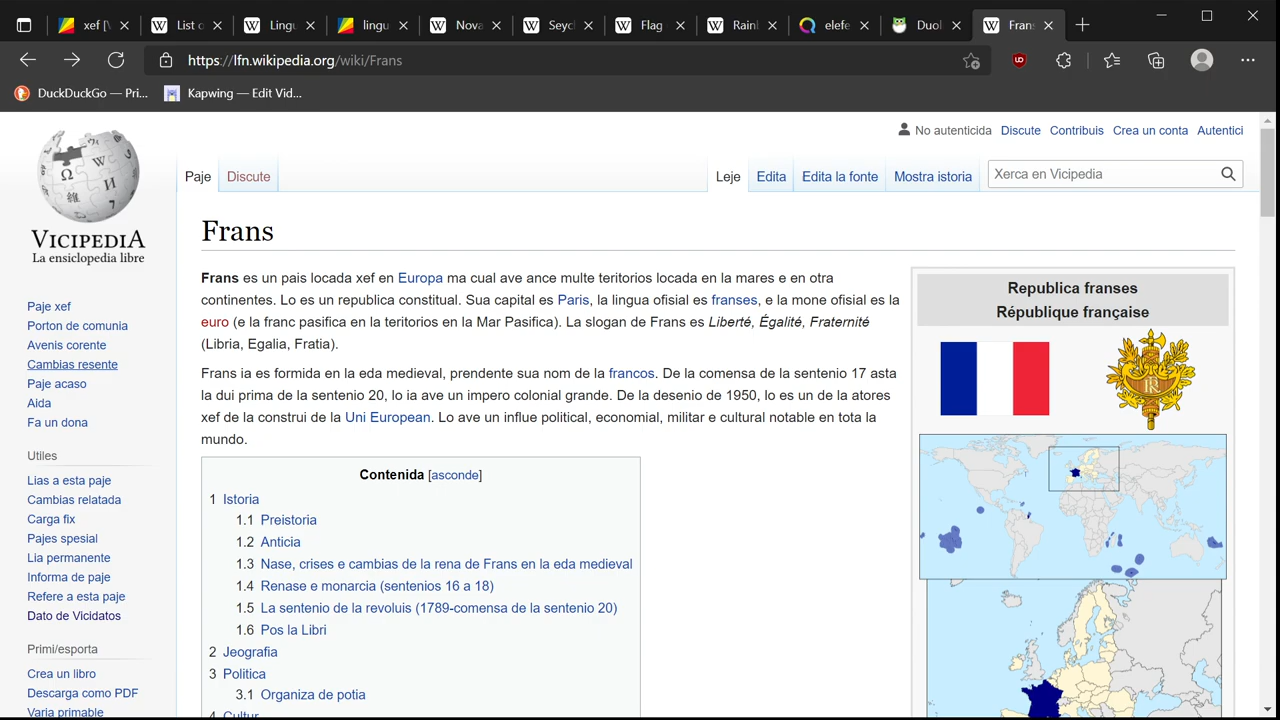 xef [V
List o
Lingu
lingu
Nova
Seyc
Flag
Rainl
elefe
Duol
Frans
https://lfn.wikipedia.org/wiki/Frans
DuckDuckGo — Pri...
Kapwing — Edit Vid...
No autenticida
Discute
Contribuis
Crea un conta
Autentici
Paje
Discute
Leje
Edita
Edita la fonte
Mostra istoria
Xerca en Vicipedia
VICIPEDIA
La ensiclopedia libre
Paje xef
Porton de comunia
Avenis corente
Cambias resente
Paje acaso
Aida
Fa un dona
Utiles
Lias a esta paje
Cambias relatada
Carga fix
Pajes spesial
Lia permanente
Informa de paje
Refere a esta paje
Dato de Vicidatos
Primi/esporta
Crea un libro
Descarga como PDF
Varia primable
Frans
Frans es un pais locada xef en Europa ma cual ave ance multe teritorios locada en la mares e en otra
continentes. Lo es un republica constitual. Sua capital es Paris, la lingua ofisial es franses, e la mone ofisial es la
euro (e la franc pasifica en la teritorios en la Mar Pasifica). La slogan de Frans es Liberté, Égalité, Fraternité
(Libria, Egalia, Fratia).
Frans ia es formida en la eda medieval, prendente sua nom de la francos. De la comensa de la sentenio 17 asta
la dui prima de la sentenio 20, lo ia ave un impero colonial grande. De la desenio de 1950, lo es un de la atores
xef de la construi de la Uni European. Lo ave un influe political, economial, militar e cultural notable en tota la
mundo.
Contenida [asconde]
1 Istoria
1.1 Preistoria
1.2 Anticia
1.3 Nase, crises e cambias de la rena de Frans en la eda medieval
1.4 Renase e monarcia (sentenios 16 a 18)
1.5 La sentenio de la revoluis (1789-comensa de la sentenio 20)
1.6 Pos la Libri
2 Jeografia
3 Politica
3.1 Organiza de potia
4 Cultur
Republica franses
République française